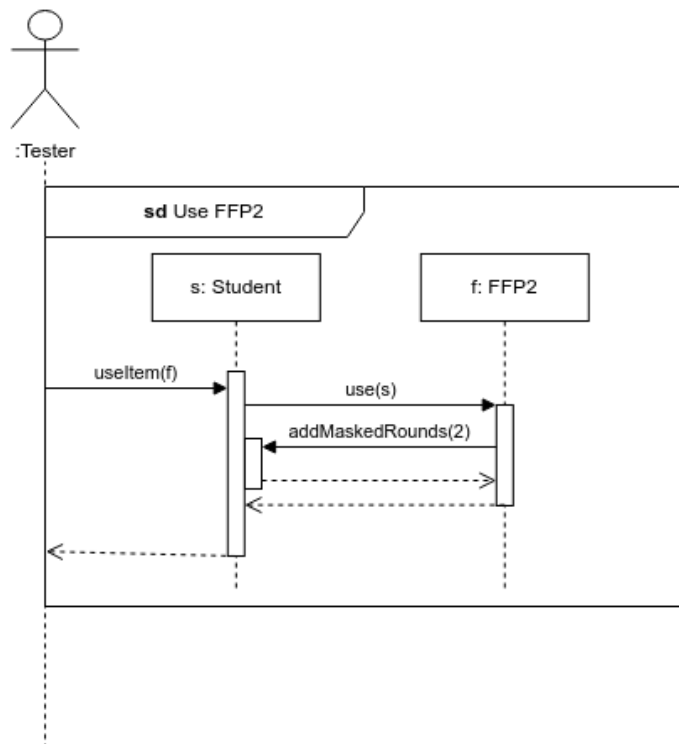 :Tester
sd Use FFP2
s: Student
f: FFP2
useItem(f)
use(s)
addMaskedRounds(2)